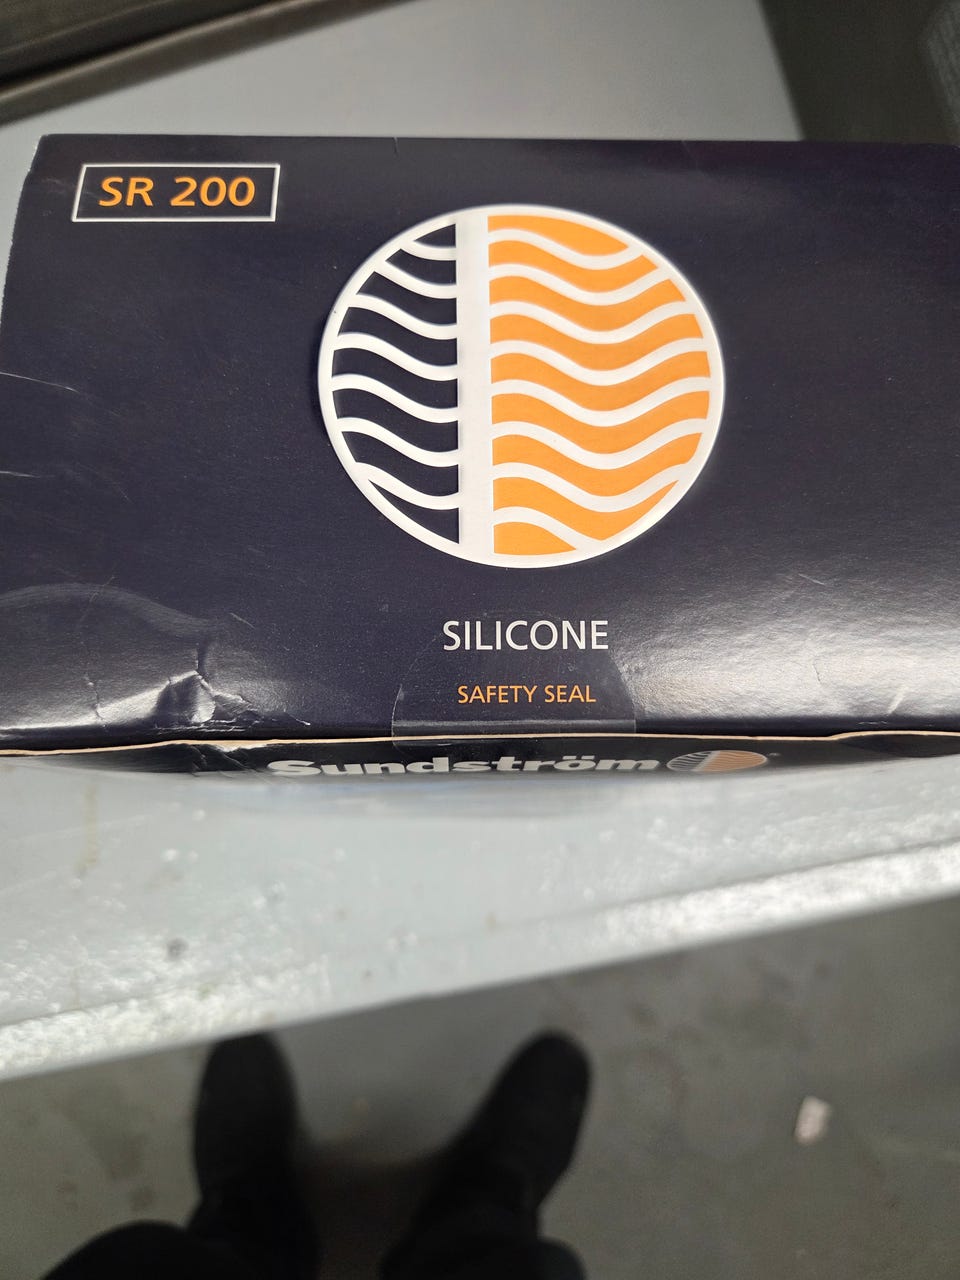 SR 200
SILICONE
SAFETY SEAL
Sundström